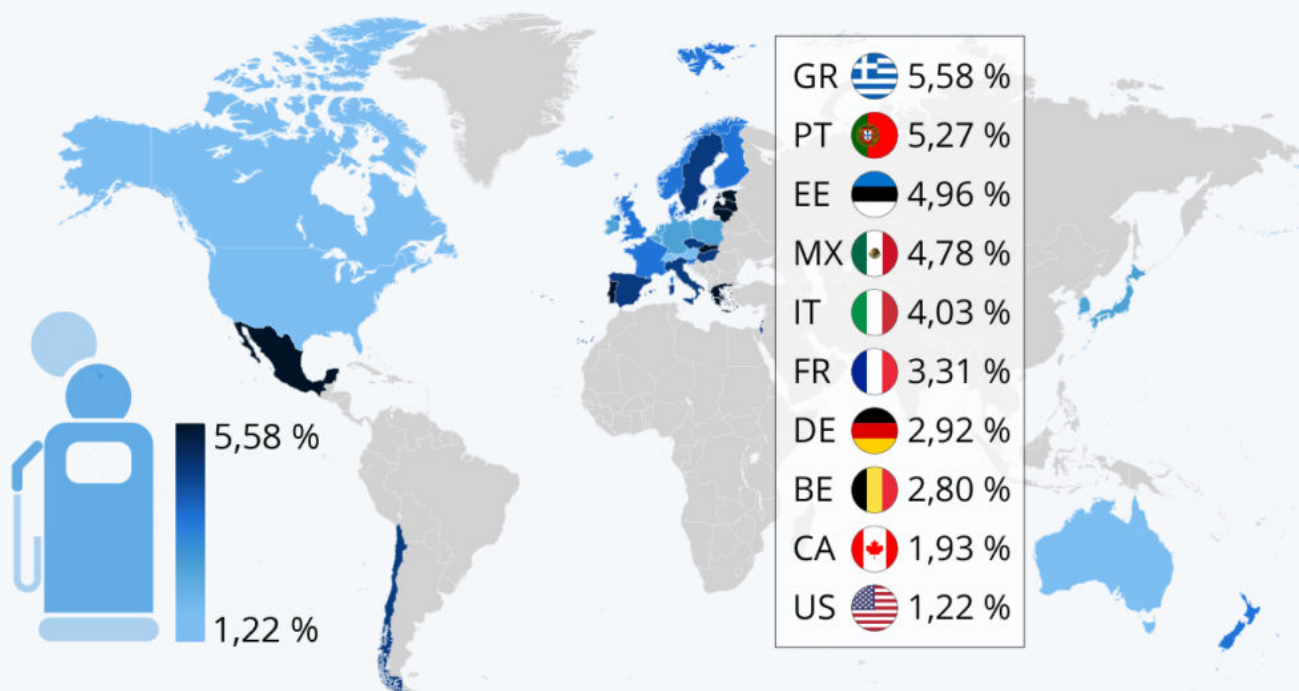 GR 5,58 %
PT 5,27 %
EE 4,96 %
MX 4,78 %
IT 4,03 %
FR 3,31 %
DE 2,92 %
BE 2,80 %
CA 1,93 %
US 1,22 %
5,58 %
1,22 %